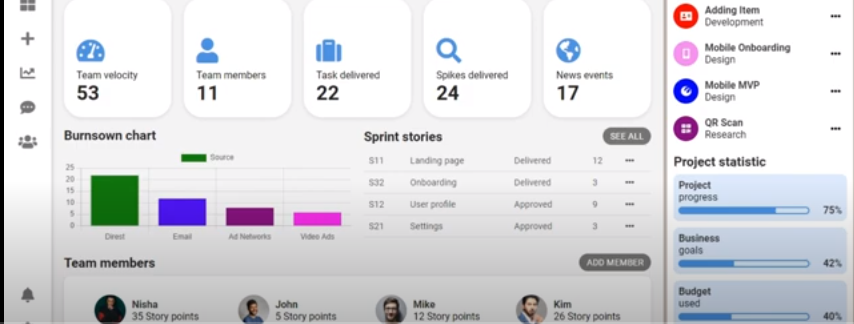 Team velocity
53
Team members
11
Task delivered
22
Spikes delivered
24
News events
17
Burnsown chart
Source
25
20
15
10
5
0
Direst
Email
Ad Networks
Video Ads
Sprint stories
SEE ALL
S11 Landing page Delivered 12
S32 Onboarding Delivered 3
S12 User profile Approved 9
S21 Settings Approved 3
Team members
ADD MEMBER
Nisha
35 Story points
John
5 Story points
Mike
12 Story points
Kim
26 Story points
Adding Item
Development
Mobile Onboarding
Design
Mobile MVP
Design
QR Scan
Research
Project statistic
Project
progress
75%
Business
goals
42%
Budget
used
40%